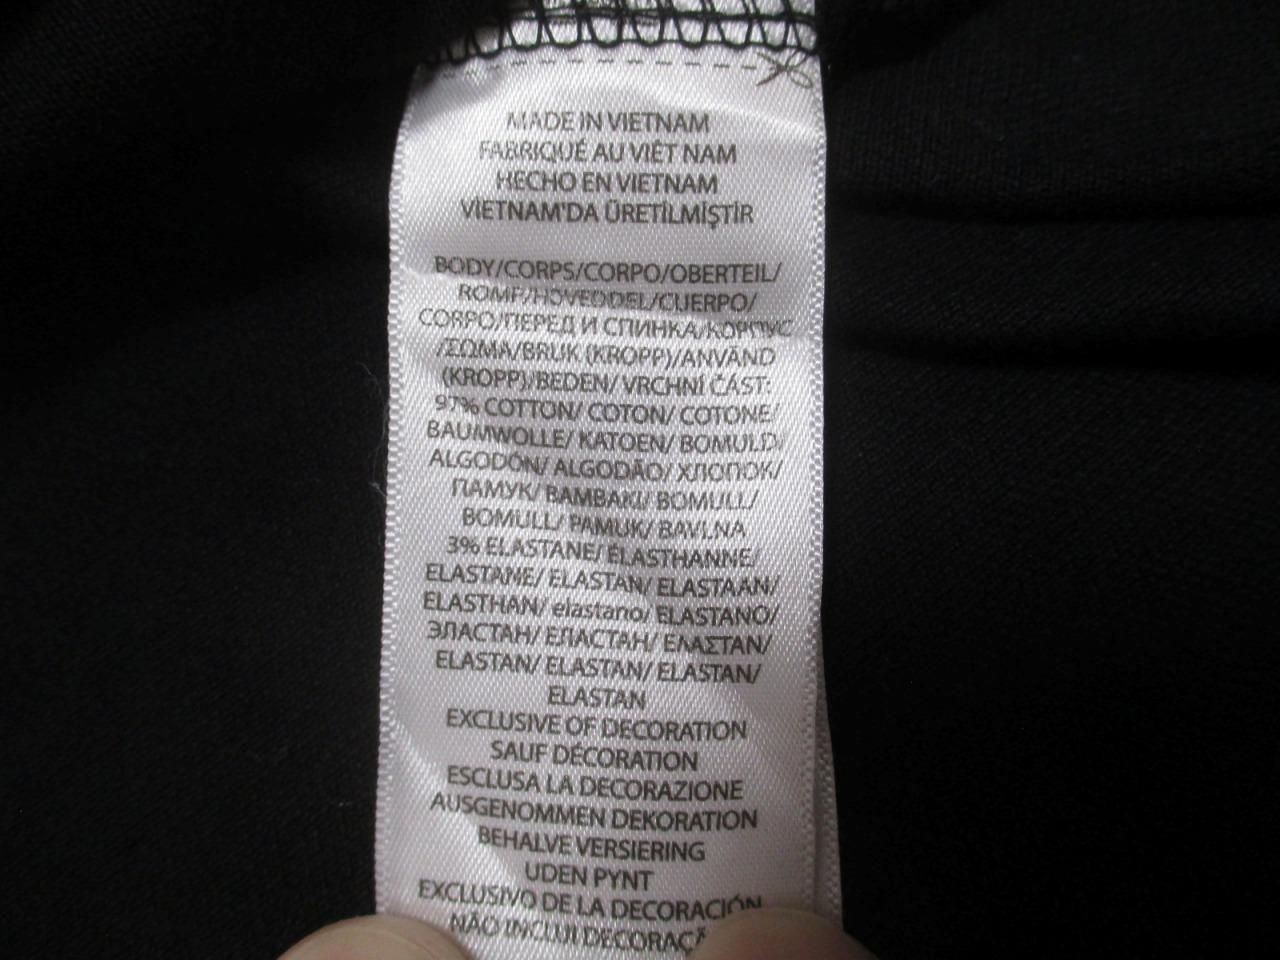 MADE IN VIETNAM
FABRIQUÉ AU VIÊT NAM
HECHO EN VIETNAM
VIETNAM'DA ÜRETİLMİŞTİR
BODY/CORPS/CORPO/OBERTEIL/
ROMP/HOVEDDEL/CUERPO/
CORPO/ПЕРЕД И СПИНКА/КОРПУС
/ΣΩΜΑ/BRUK (KROPP)/ANVÄND
(KROPP)/BEDEN/ VRCHNÍ ČÁST:
97% COTTON/ COTON/ COTONE/
BAUMWOLLE/ KATOEN/ BOMULD/
ALGODÓN/ ALGODÃO/ ХЛОПОК/
ПАМУК/ ΒΑΜΒΑΚΙ/ BOMULL/
BOMULL/ PAMUK/ BAVLNA
3% ELASTANE/ ÉLASTHANNE/
ELASTANE/ ELASTAN/ ELASTAAN/
ELASTHAN/ elastano/ ELASTANO/
ЭЛАСТАН/ ЕЛАСТАН/ ΕΛΑΣΤΑΝ/
ELASTAN/ ELASTAN/ ELASTAN/
ELASTAN
EXCLUSIVE OF DECORATION
SAUF DÉCORATION
ESCLUSA LA DECORAZIONE
AUSGENOMMEN DEKORATION
BEHALVE VERSIERING
UDEN PYNT
EXCLUSIVO DE LA DECORACIÓN
NÃO INCLUI